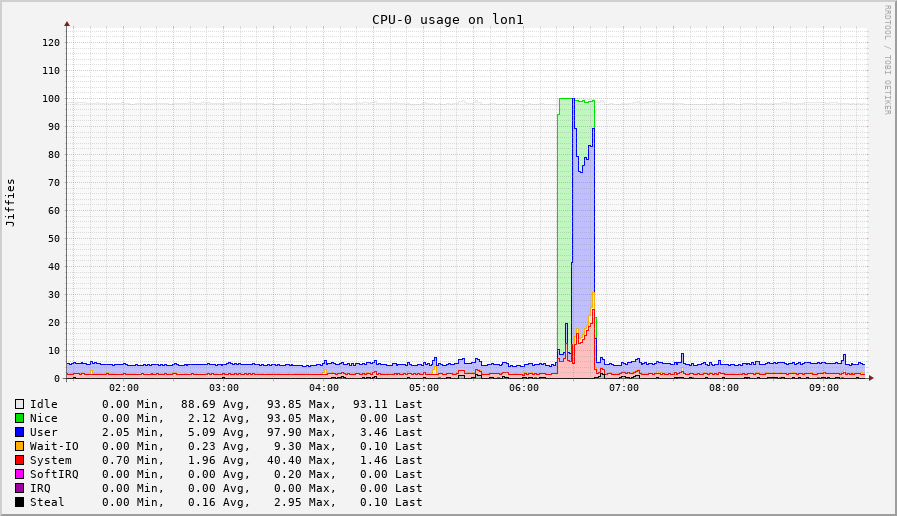 CPU-0 usage on lon1
RRDTOOL / TOBI OETIKER
Jiffies
120
110
100
90
80
70
60
50
40
30
20
10
0
02:00 03:00 04:00 05:00 06:00 07:00 08:00 09:00
Idle 0.00 Min, 88.69 Avg, 93.85 Max, 93.11 Last
Nice 0.00 Min, 2.12 Avg, 93.05 Max, 0.00 Last
User 2.05 Min, 5.09 Avg, 97.90 Max, 3.46 Last
Wait-IO 0.00 Min, 0.23 Avg, 9.30 Max, 0.10 Last
System 0.70 Min, 1.96 Avg, 40.40 Max, 1.46 Last
SoftIRQ 0.00 Min, 0.00 Avg, 0.20 Max, 0.00 Last
IRQ 0.00 Min, 0.00 Avg, 0.00 Max, 0.00 Last
Steal 0.00 Min, 0.16 Avg, 2.95 Max, 0.10 Last